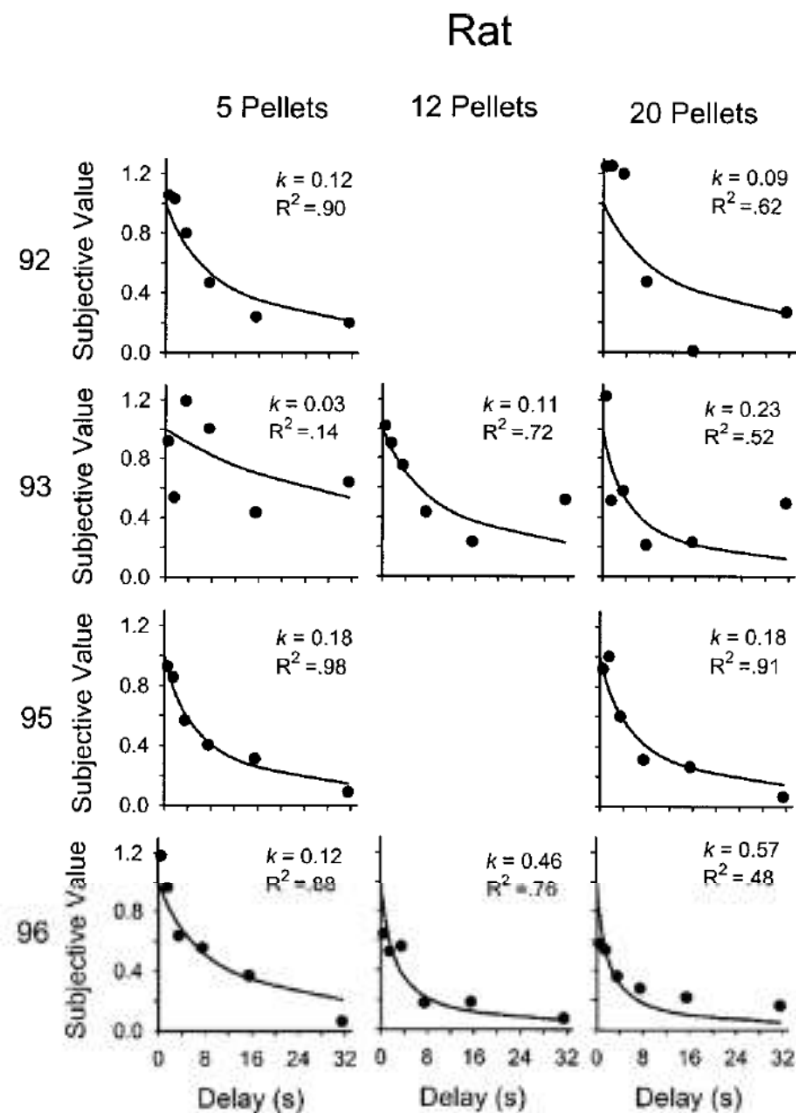 Rat
5 Pellets 12 Pellets 20 Pellets
92
Subjective Value
1.2
0.8
0.4
0.0
k = 0.12
R2 =.90
k = 0.09
R2 =.62
93
Subjective Value
1.2
0.8
0.4
0.0
k = 0.03
R2 =.14
k = 0.11
R2 =.72
k = 0.23
R2 =.52
95
Subjective Value
1.2
0.8
0.4
0.0
k = 0.18
R2 =.98
k = 0.18
R2 =.91
96
Subjective Value
1.2
0.8
0.4
0.0
k = 0.12
R2 =.88
k = 0.46
R2 =.76
k = 0.57
R2 =.48
0 8 16 24 32 0 8 16 24 32 0 8 16 24 32
Delay (s) Delay (s) Delay (s)